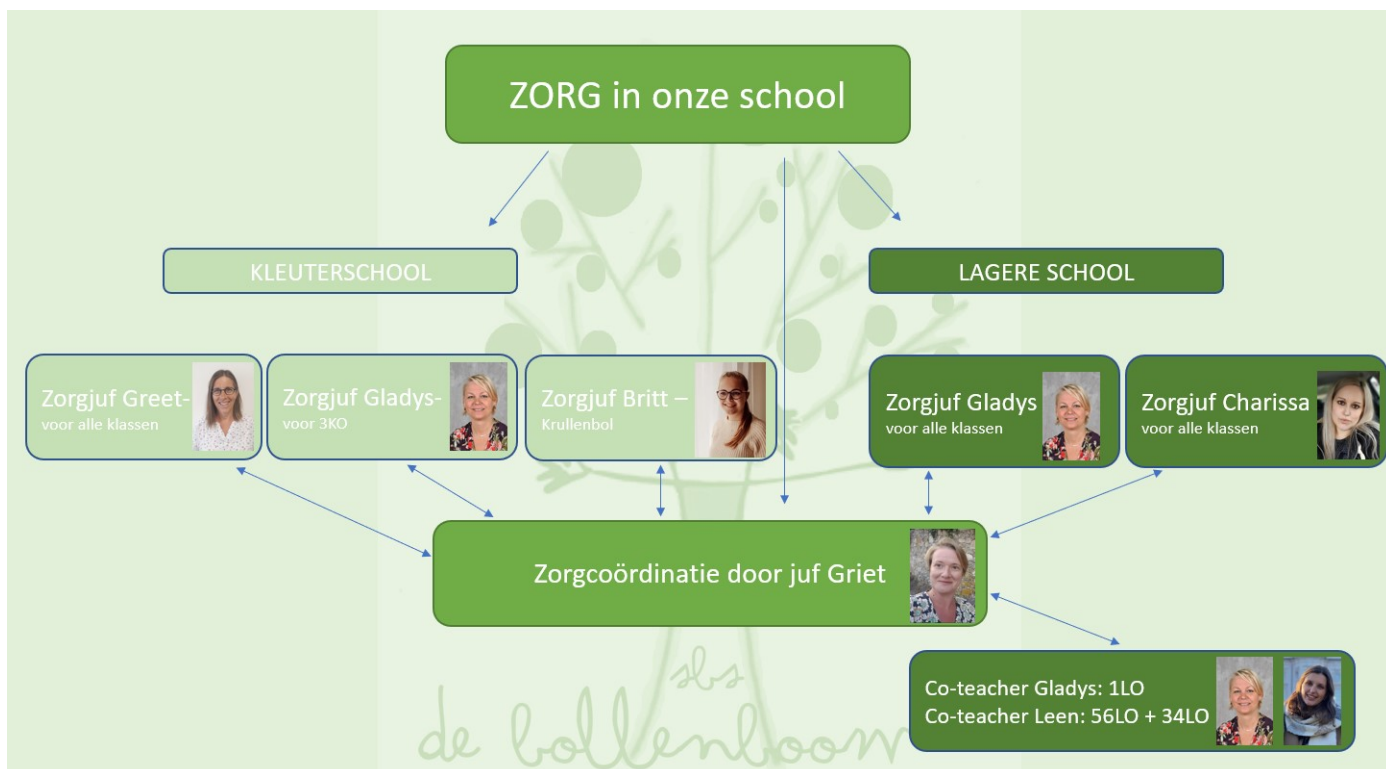 ZORG in onze school
KLEUTERSCHOOL
LAGERE SCHOOL
Zorgjuf Greet-
voor alle klassen
Zorgjuf Gladys-
voor 3KO
Zorgjuf Britt –
Krullenbol
Zorgjuf Gladys
voor alle klassen
Zorgjuf Charissa
voor alle klassen
Zorgcoördinatie door juf Griet
Co-teacher Gladys: 1LO
Co-teacher Leen: 56LO + 34LO
sbs
de bollenboom